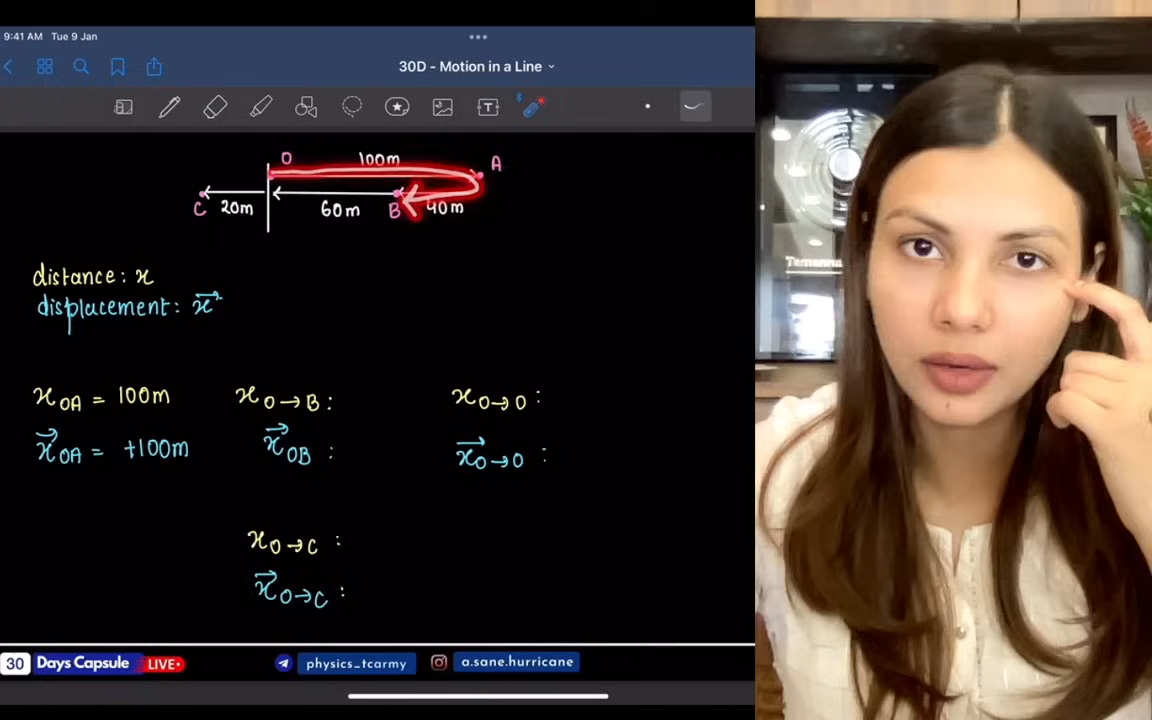 9:41 AM Tue 9 Jan
30D - Motion in a Line
O 100m A
C 20m 60m B 40m
distance: x
displacement: x⃗
x_OA = 100m x_O→B : x_O→O :
x⃗_OA = +100m x⃗_OB : x⃗_O→O :
x_O→C :
x⃗_O→C :
30 Days Capsule LIVE physics_tcarmy a.sane.hurricane